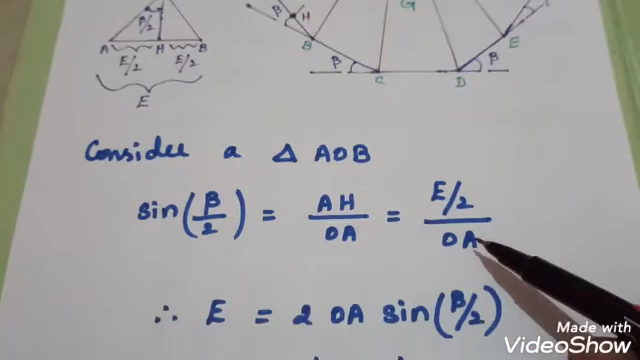 β/2
A H B
E/2 E/2
E
β H
B
G
β
C
D
β
E
Consider a Δ AOB
sin(β/2) = AH/OA = E/2/OA
∴ E = 2 OA sin(β/2)
Made with
VideoShow